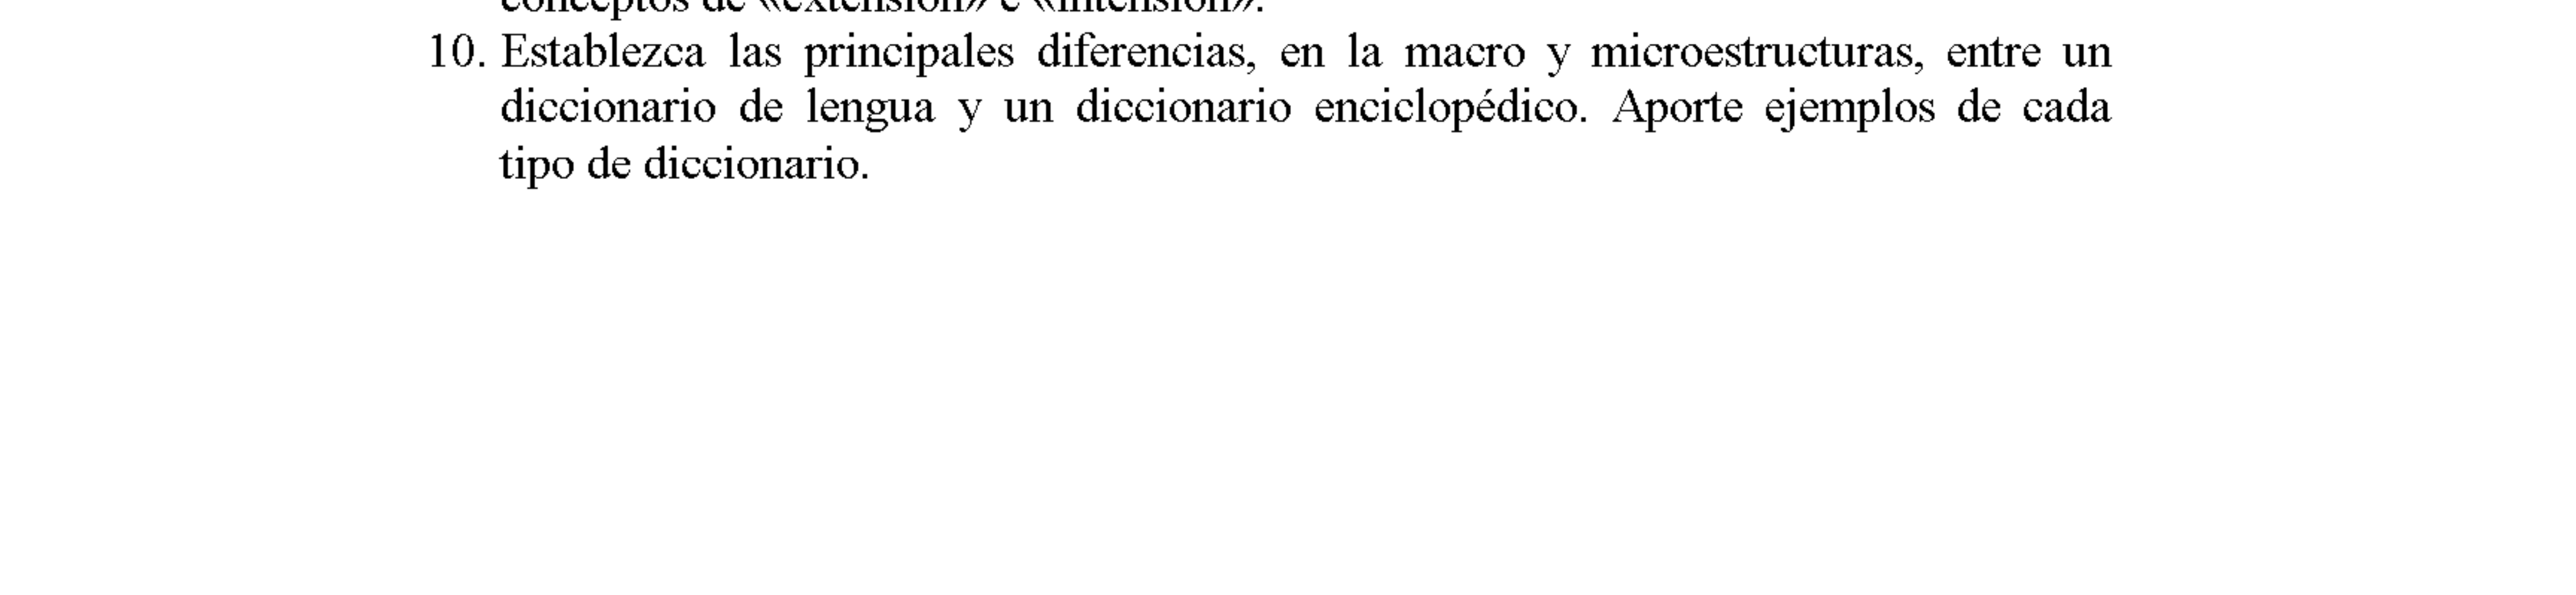 conceptos de «extensión» e «intensión».
10. Establezca las principales diferencias, en la macro y microestructuras, entre un
diccionario de lengua y un diccionario enciclopédico. Aporte ejemplos de cada
tipo de diccionario.